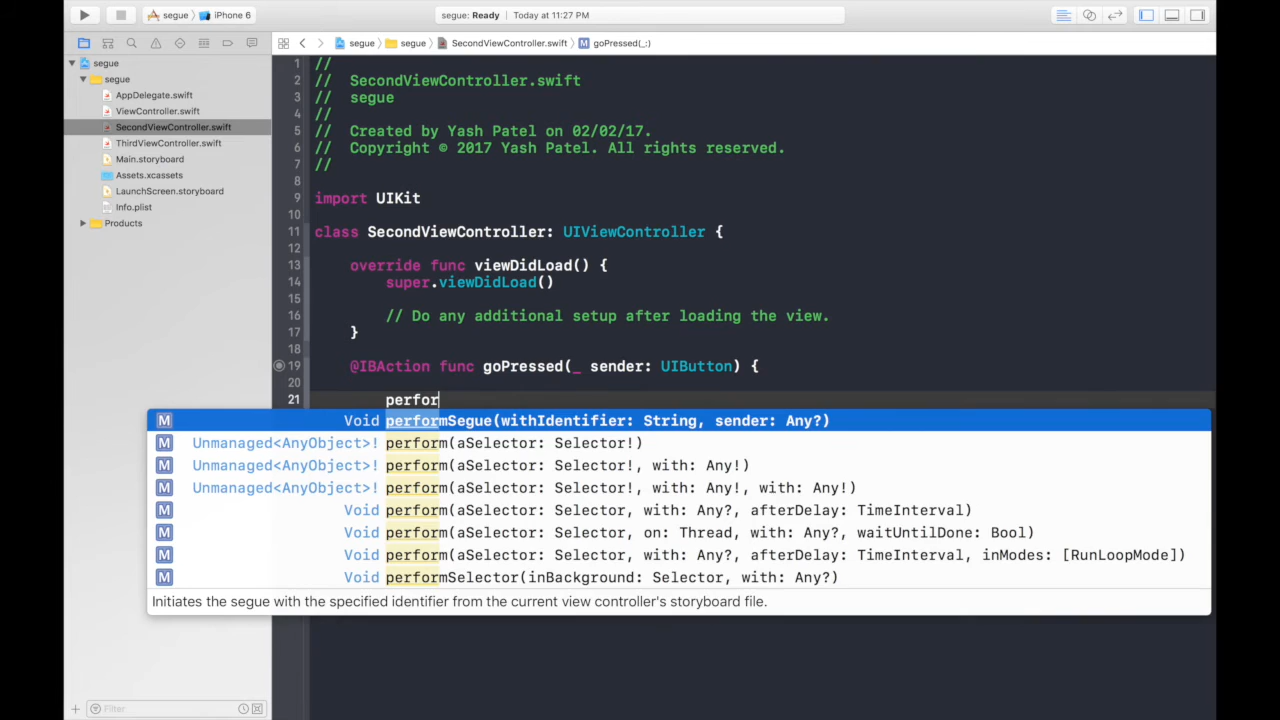 segue
iPhone 6
segue: Ready | Today at 11:27 PM
segue
segue
SecondViewController.swift
goPressed(_:)
segue
segue
AppDelegate.swift
ViewController.swift
SecondViewController.swift
ThirdViewController.swift
Main.storyboard
Assets.xcassets
LaunchScreen.storyboard
Info.plist
Products
1 //
2 // SecondViewController.swift
3 // segue
4 //
5 // Created by Yash Patel on 02/02/17.
6 // Copyright © 2017 Yash Patel. All rights reserved.
7 //
8
9 import UIKit
10
11 class SecondViewController: UIViewController {
12
13 override func viewDidLoad() {
14 super.viewDidLoad()
15
16 // Do any additional setup after loading the view.
17 }
18
19 @IBAction func goPressed(_ sender: UIButton) {
20
21 perfor
M Void performSegue(withIdentifier: String, sender: Any?)
M Unmanaged<AnyObject>! perform(aSelector: Selector!)
M Unmanaged<AnyObject>! perform(aSelector: Selector!, with: Any!)
M Unmanaged<AnyObject>! perform(aSelector: Selector!, with: Any!, with: Any!)
M Void perform(aSelector: Selector, with: Any?, afterDelay: TimeInterval)
M Void perform(aSelector: Selector, on: Thread, with: Any?, waitUntilDone: Bool)
M Void perform(aSelector: Selector, with: Any?, afterDelay: TimeInterval, inModes: [RunLoopMode])
M Void performSelector(inBackground: Selector, with: Any?)
Initiates the segue with the specified identifier from the current view controller's storyboard file.
Filter